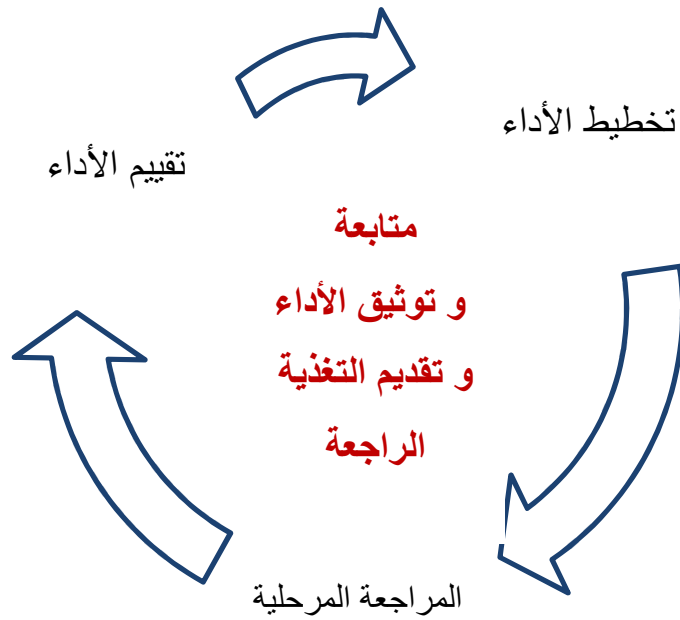 تخطيط الأداء
تقييم الأداء
متابعة
و توثيق الأداء
و تقديم التغذية
الراجعة
المراجعة المرحلية